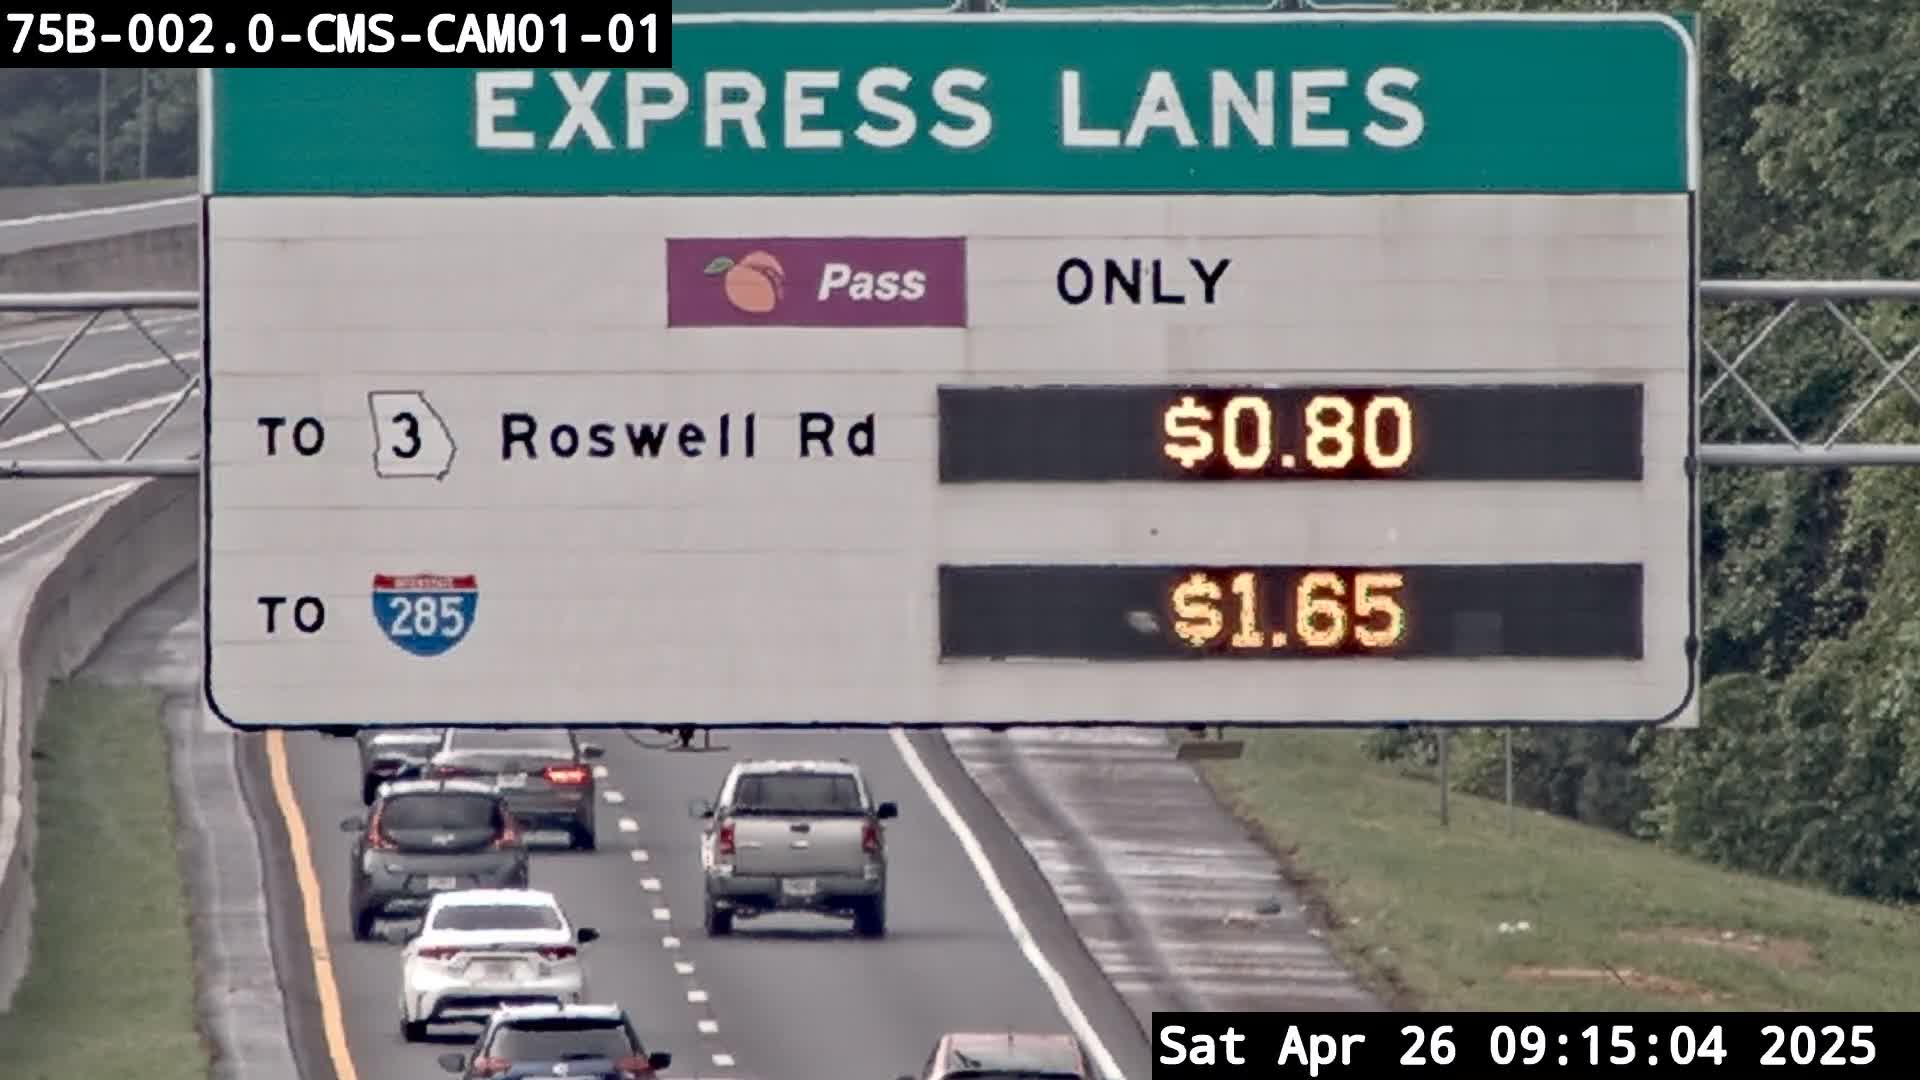 75B-002.0-CMS-CAM01-01
EXPRESS LANES
Pass ONLY
TO 3 Roswell Rd $0.80
INTERSTATE
TO 285 $1.65
Sat Apr 26 09:15:04 2025